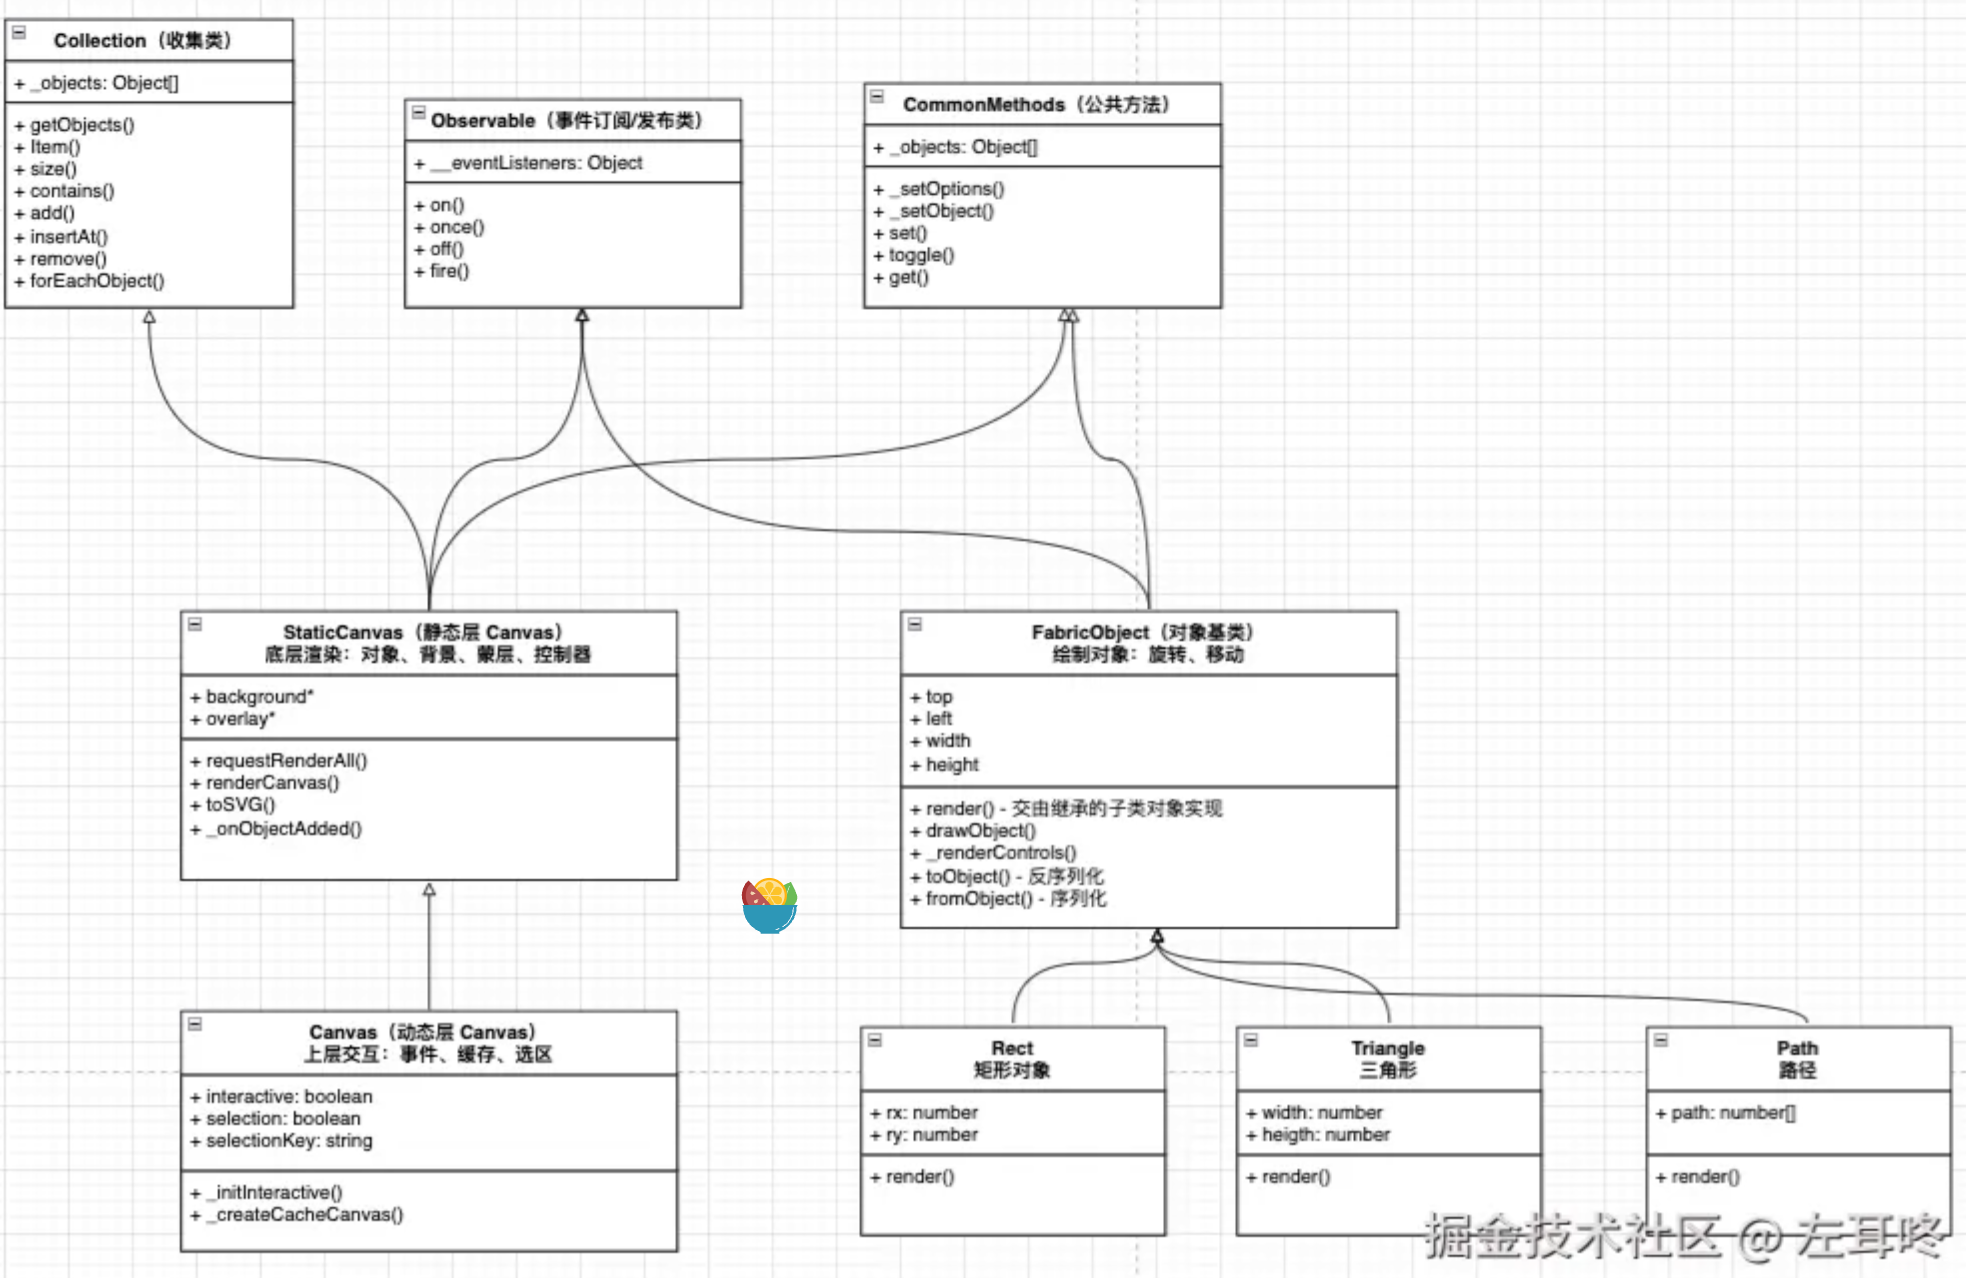 Collection（收集类）
+ _objects: Object[]
+ getObjects()
+ Item()
+ size()
+ contains()
+ add()
+ insertAt()
+ remove()
+ forEachObject()
Observable（事件订阅/发布类）
+ __eventListeners: Object
+ on()
+ once()
+ off()
+ fire()
CommonMethods（公共方法）
+ _objects: Object[]
+ _setOptions()
+ _setObject()
+ set()
+ toggle()
+ get()
StaticCanvas（静态层 Canvas）
底层渲染：对象、背景、蒙层、控制器
+ background*
+ overlay*
+ requestRenderAll()
+ renderCanvas()
+ toSVG()
+ _onObjectAdded()
FabricObject（对象基类）
绘制对象：旋转、移动
+ top
+ left
+ width
+ height
+ render() - 交由继承的子类对象实现
+ drawObject()
+ _renderControls()
+ toObject() - 反序列化
+ fromObject() - 序列化
Canvas（动态层 Canvas）
上层交互：事件、缓存、选区
+ interactive: boolean
+ selection: boolean
+ selectionKey: string
+ _initInteractive()
+ _createCacheCanvas()
Rect
矩形对象
+ rx: number
+ ry: number
+ render()
Triangle
三角形
+ width: number
+ heigth: number
+ render()
Path
路径
+ path: number[]
+ render()
掘金技术社区 @ 左耳咚